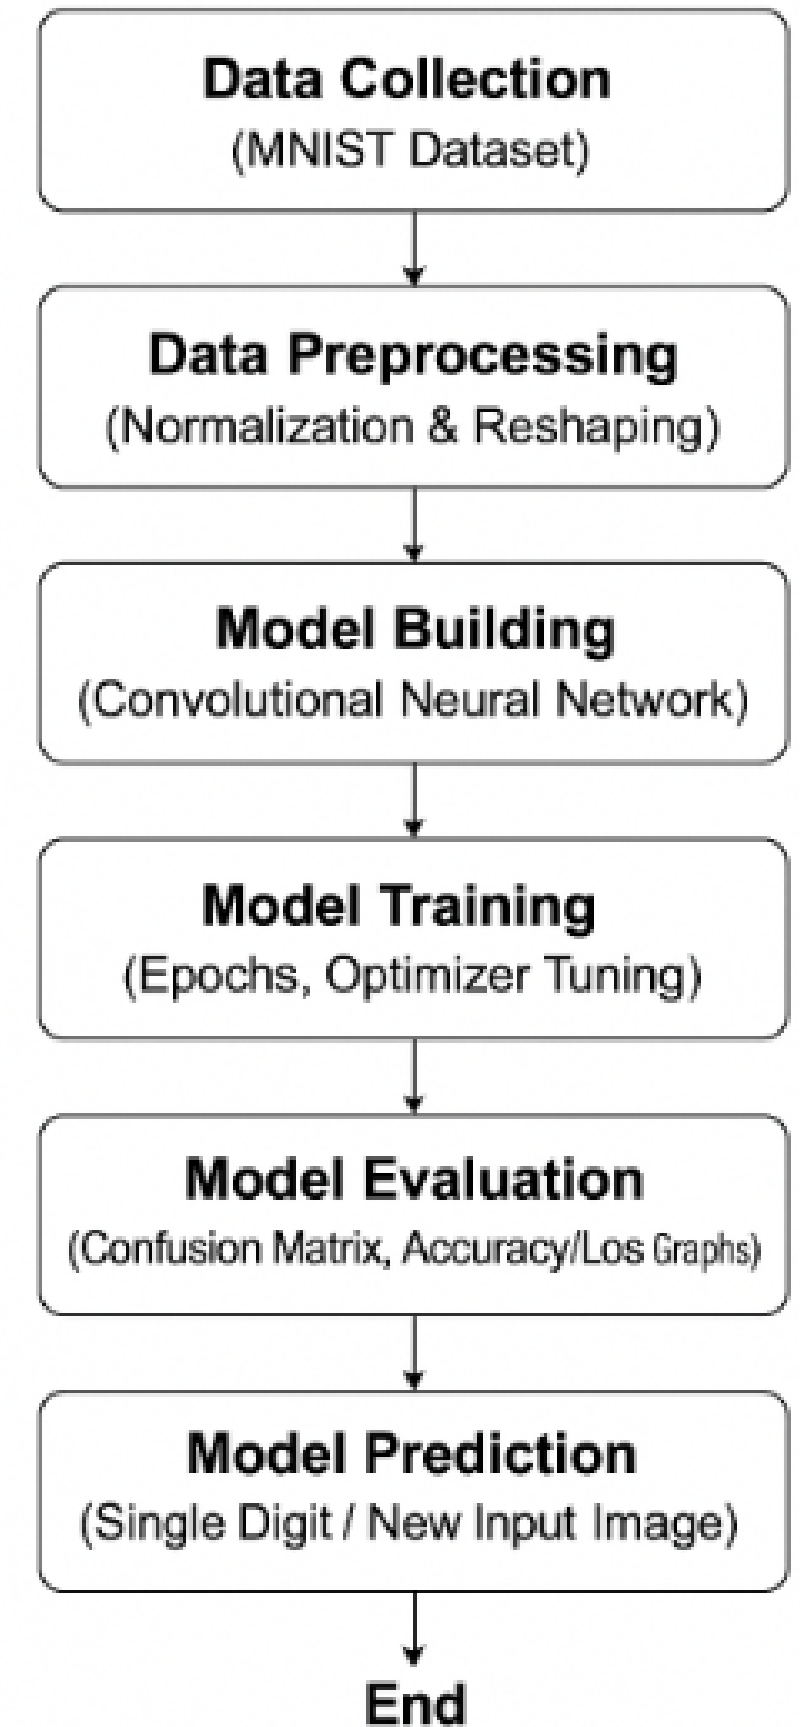 Data Collection
(MNIST Dataset)
Data Preprocessing
(Normalization & Reshaping)
Model Building
(Convolutional Neural Network)
Model Training
(Epochs, Optimizer Tuning)
Model Evaluation
(Confusion Matrix, Accuracy/Los Graphs)
Model Prediction
(Single Digit / New Input Image)
End